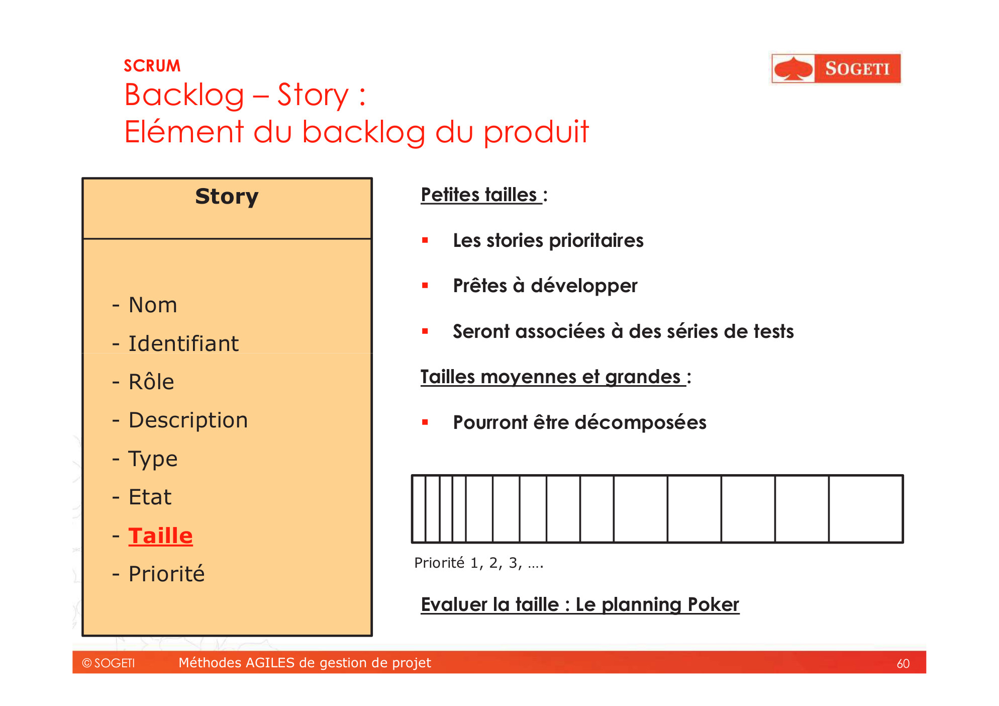 SCRUM
Backlog – Story :
Elément du backlog du produit
SOGETI
Story
- Nom
- Identifiant
- Rôle
- Description
- Type
- Etat
- Taille
- Priorité
Petites tailles :
▪ Les stories prioritaires
▪ Prêtes à développer
▪ Seront associées à des séries de tests
Tailles moyennes et grandes :
▪ Pourront être décomposées
Priorité 1, 2, 3, ….
Evaluer la taille : Le planning Poker
© SOGETI
Méthodes AGILES de gestion de projet
60